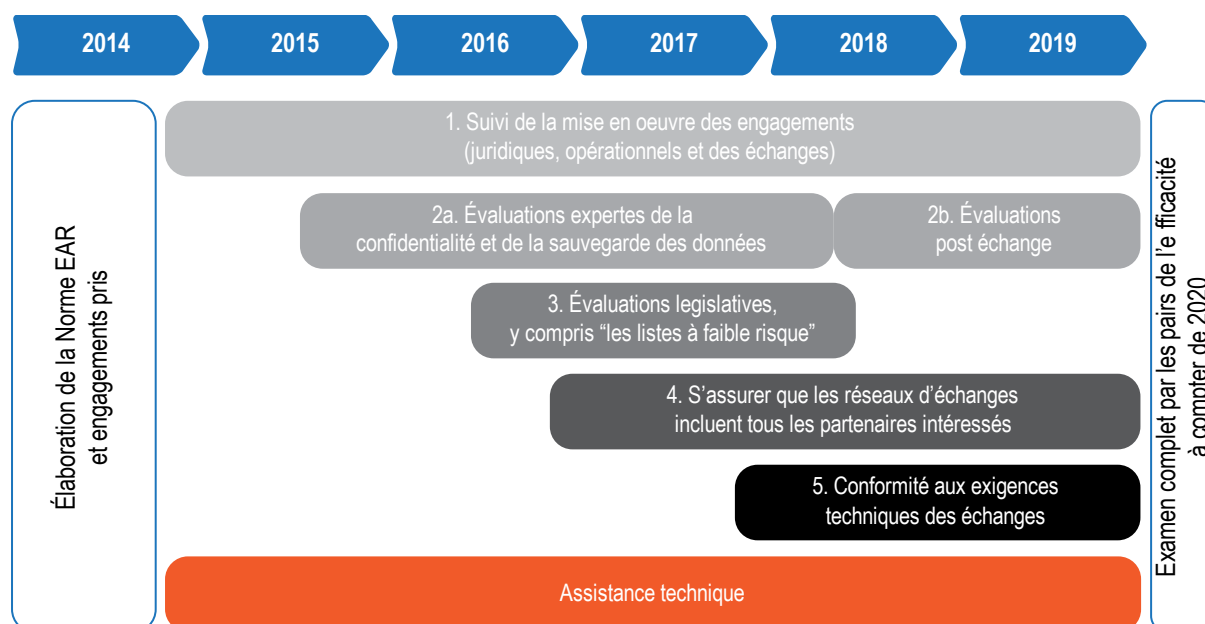 2014
2015
2016
2017
2018
2019
Élaboration de la Norme EAR
et engagements pris
1. Suivi de la mise en oeuvre des engagements
(juridiques, opérationnels et des échanges)
2a. Évaluations expertes de la
confidentialité et de la sauvegarde des données
2b. Évaluations
post échange
3. Évaluations legislatives,
y compris “les listes à faible risque”
4. S’assurer que les réseaux d’échanges
incluent tous les partenaires intéressés
5. Conformité aux exigences
techniques des échanges
Assistance technique
Examen complet par les pairs de l’e fficacité
à compter de 2020